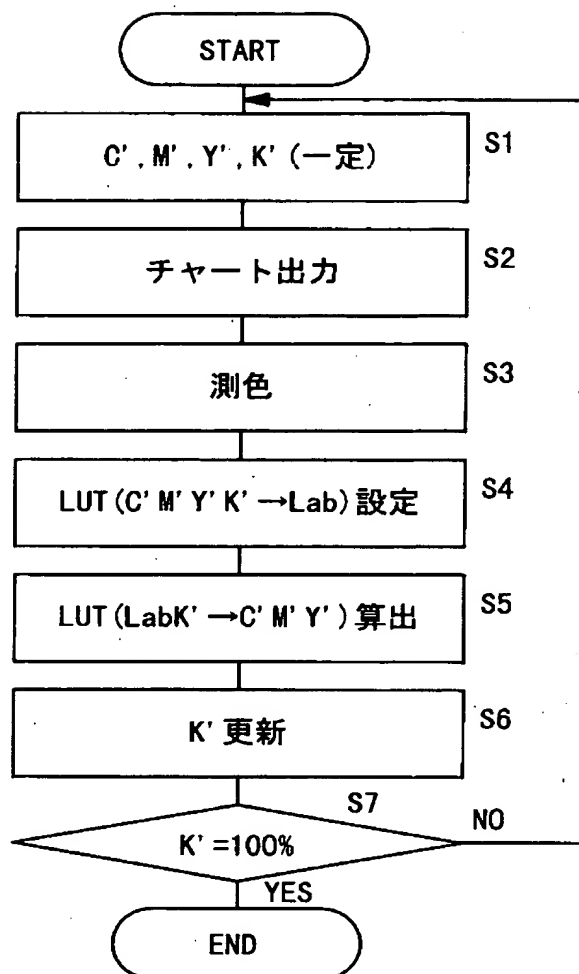 START
C', M', Y', K' (一定)
S1
チャート出力
S2
測色
S3
LUT(C'M'Y'K'→Lab)設定
S4
LUT(LabK'→C'M'Y')算出
S5
K'更新
S6
S7
K'=100%
NO
YES
END